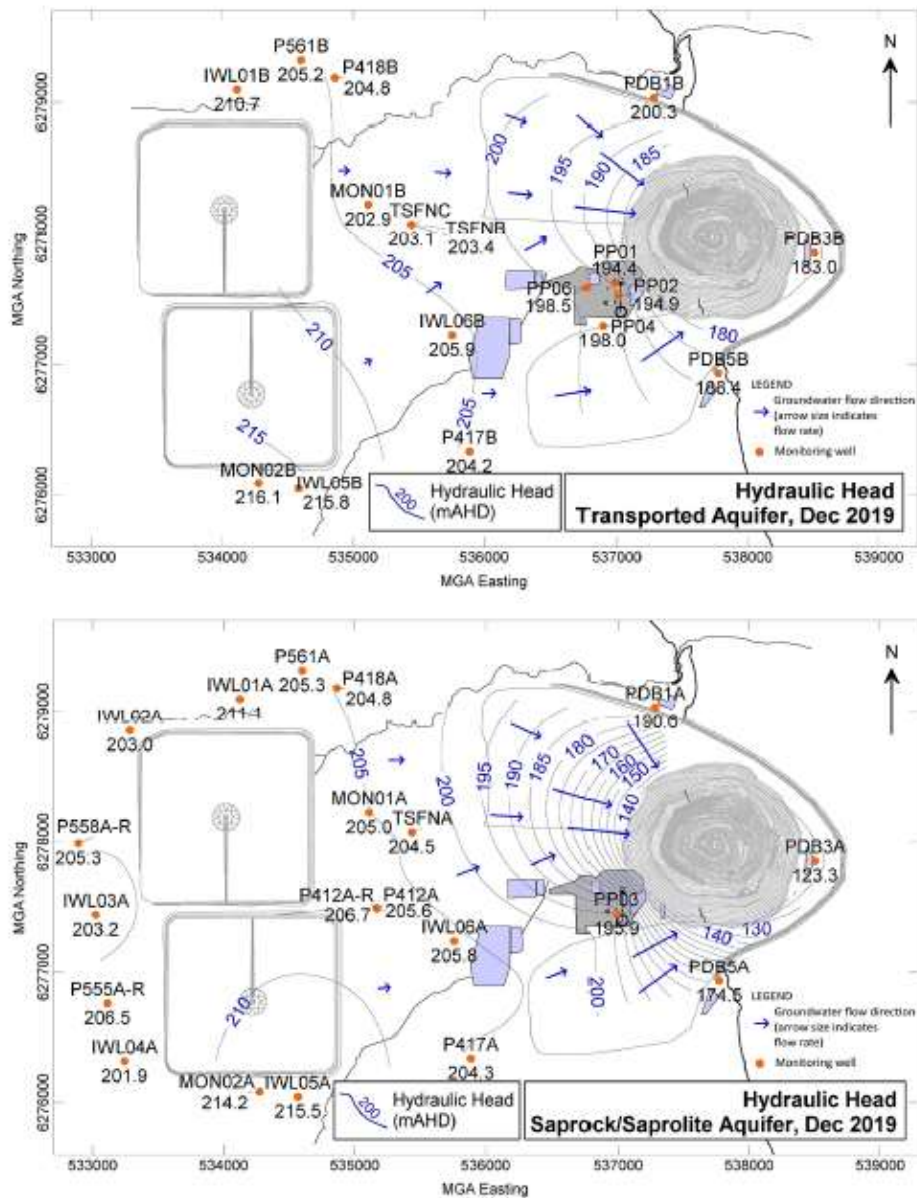 P561B
205.2
P418B
204.8
IWL01B
210.7
PDB1B
200.3
N
6279000
200
195
190
185
MON01B
202.9
TSFNC
203.1
TSFNB
203.4
PDB3B
183.0
6278000
MGA Northing
205
PP01
194.4
PP02
194.9
PP06
198.5
PP04
198.0
180
IWL06B
205.9
210
PDB5B
6277000
LEGEND
Groundwater flow direction
(arrow size indicates
flow rate)
Monitoring well
205
P417B
204.2
215
MON02B
216.1
IWL05B
215.8
6276000
200
Hydraulic Head
(mAHD)
Hydraulic Head
Transported Aquifer, Dec 2019
533000
534000
535000
536000
537000
538000
539000
MGA Easting
P561A
205.3
P418A
204.8
IWL01A
211.1
IWL02A
203.0
PDB1A
N
6279000
205
200
195
190
185
180
170
160
150
140
MON01A
205.0
TSFNA
204.5
P558A-R
205.3
PDB3A
123.3
6278000
MGA Northing
IWL03A
203.2
P412A-R
206.7
P412A
205.6
PP03
195.9
IWL06A
205.8
140
130
PDB5A
174.5
6277000
P555A-R
206.5
210
200
LEGEND
Groundwater flow direction
(arrow size indicates
flow rate)
Monitoring well
IWL04A
201.9
P417A
204.3
MON02A
214.2
IWL05A
215.5
6276000
200
Hydraulic Head
(mAHD)
Hydraulic Head
Saprock/Saprolite Aquifer, Dec 2019
533000
534000
535000
536000
537000
538000
539000
MGA Easting